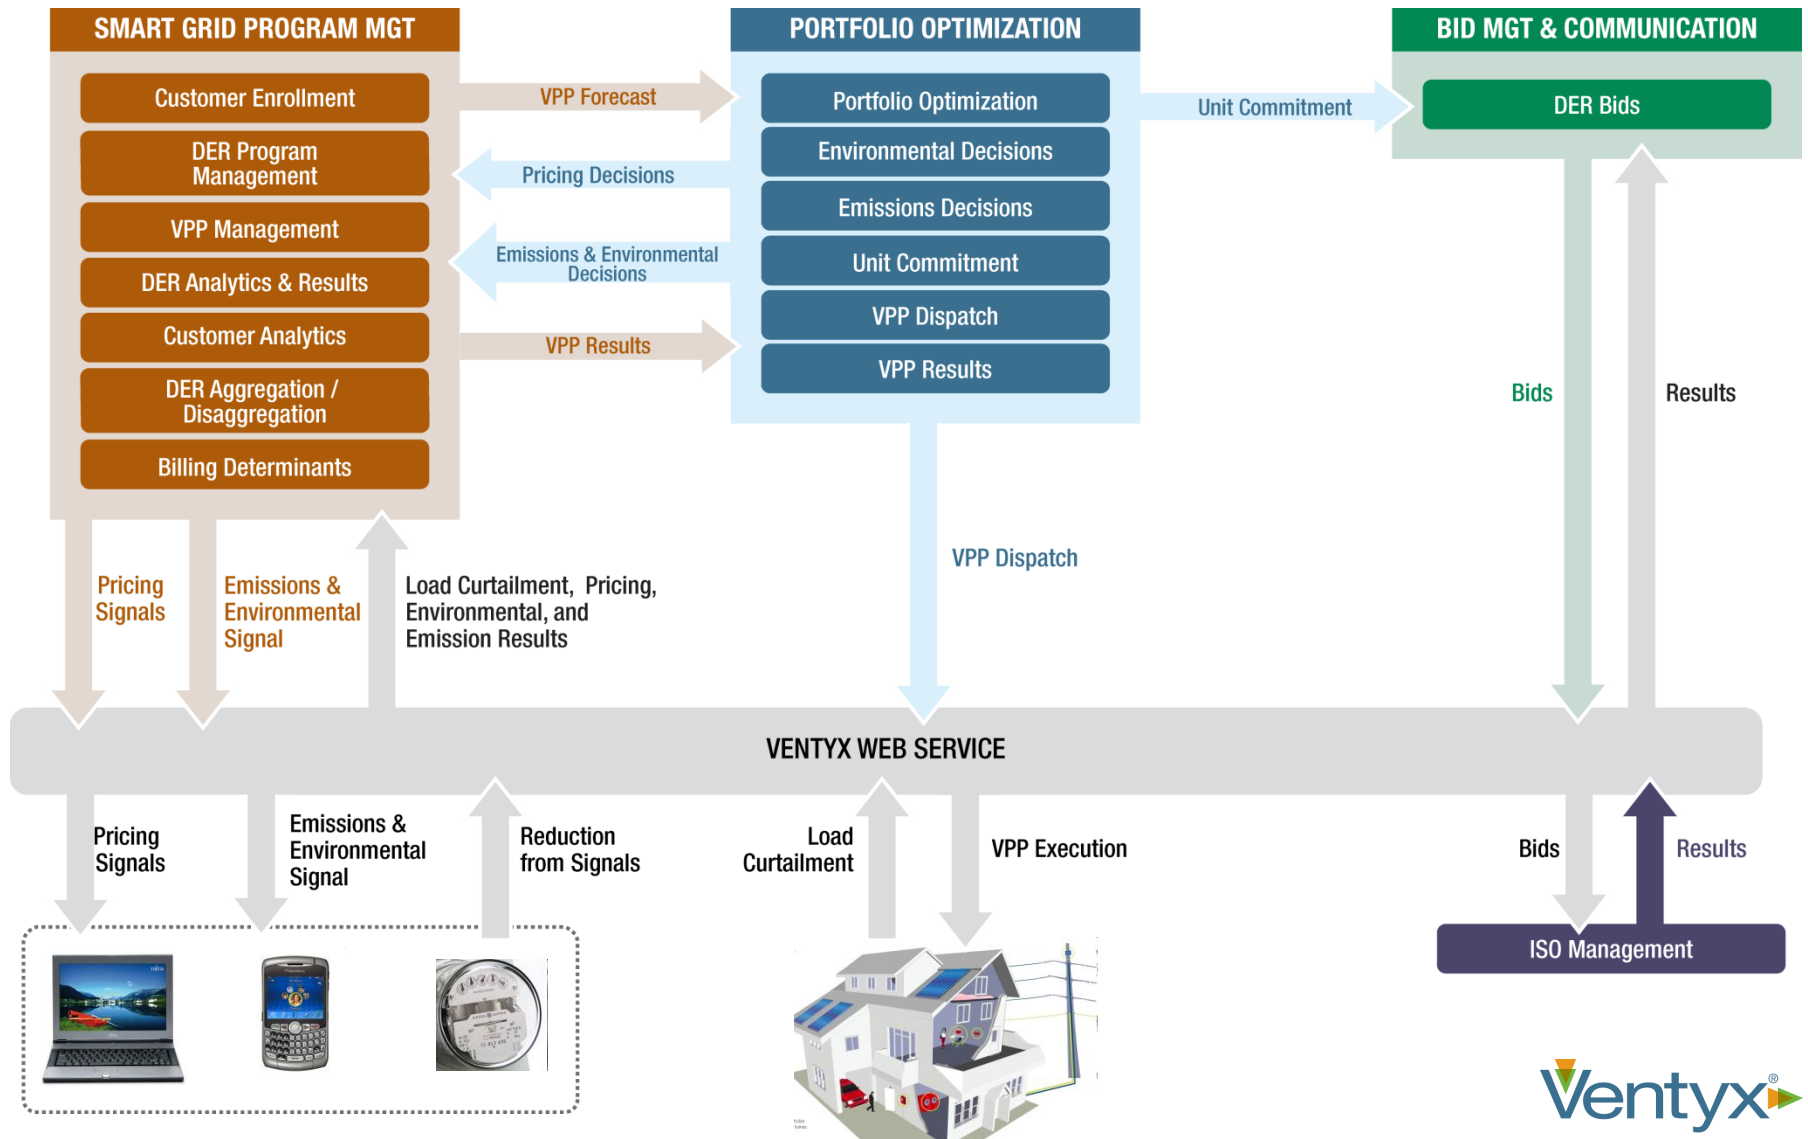 SMART GRID PROGRAM MGT
PORTFOLIO OPTIMIZATION
BID MGT & COMMUNICATION
Customer Enrollment
DER Program
Management
VPP Management
DER Analytics & Results
Customer Analytics
DER Aggregation /
Disaggregation
Billing Determinants
VPP Forecast
Pricing Decisions
Emissions & Environmental
Decisions
VPP Results
Portfolio Optimization
Environmental Decisions
Emissions Decisions
Unit Commitment
VPP Dispatch
VPP Results
Unit Commitment
DER Bids
Bids
Results
VPP Dispatch
Pricing
Signals
Emissions &
Environmental
Signal
Load Curtailment, Pricing,
Environmental, and
Emission Results
VENTYX WEB SERVICE
Pricing
Signals
Emissions &
Environmental
Signal
Reduction
from Signals
Load
Curtailment
VPP Execution
Bids
Results
ISO Management
Ventyx®